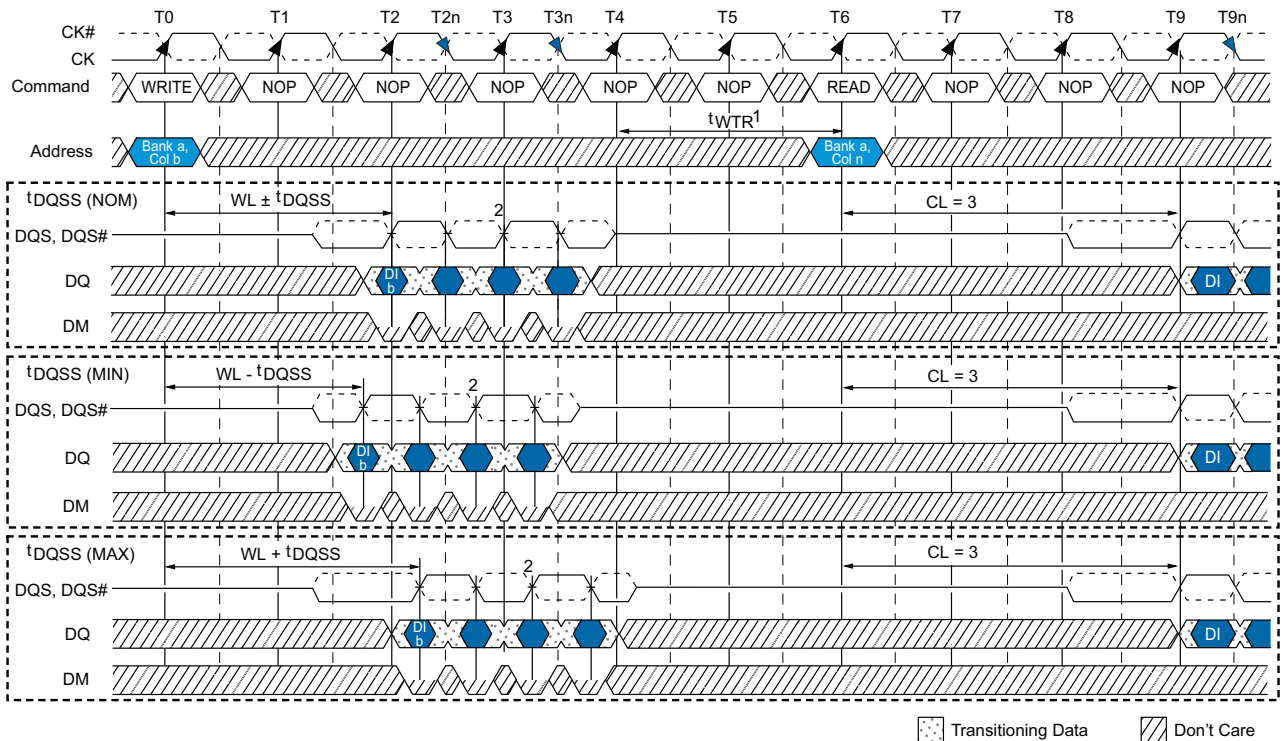 T0 T1 T2 T2n T3 T3n T4 T5 T6 T7 T8 T9 T9n
CK#
CK
Command WRITE NOP NOP NOP NOP NOP READ NOP NOP NOP
tWTR1
Address Bank a, Col b Bank a, Col n
tDQSS (NOM) WL ± tDQSS CL = 3
2
DQS, DQS#
DQ DI b DI
DM
tDQSS (MIN) WL - tDQSS CL = 3
2
DQS, DQS#
DQ DI b DI
DM
tDQSS (MAX) WL + tDQSS CL = 3
2
DQS, DQS#
DQ DI b DI
DM
Transitioning Data Don't Care